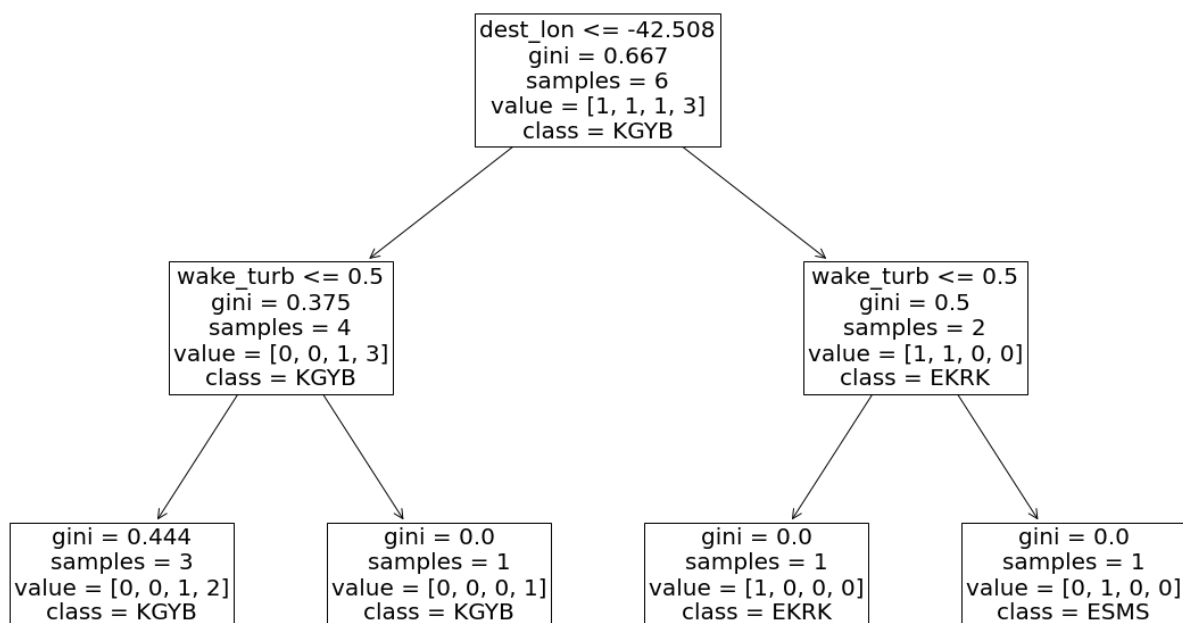 dest_lon <= -42.508
gini = 0.667
samples = 6
value = [1, 1, 1, 3]
class = KGYB
wake_turb <= 0.5
gini = 0.375
samples = 4
value = [0, 0, 1, 3]
class = KGYB
wake_turb <= 0.5
gini = 0.5
samples = 2
value = [1, 1, 0, 0]
class = EKRK
gini = 0.444
samples = 3
value = [0, 0, 1, 2]
class = KGYB
gini = 0.0
samples = 1
value = [0, 0, 0, 1]
class = KGYB
gini = 0.0
samples = 1
value = [1, 0, 0, 0]
class = EKRK
gini = 0.0
samples = 1
value = [0, 1, 0, 0]
class = ESMS